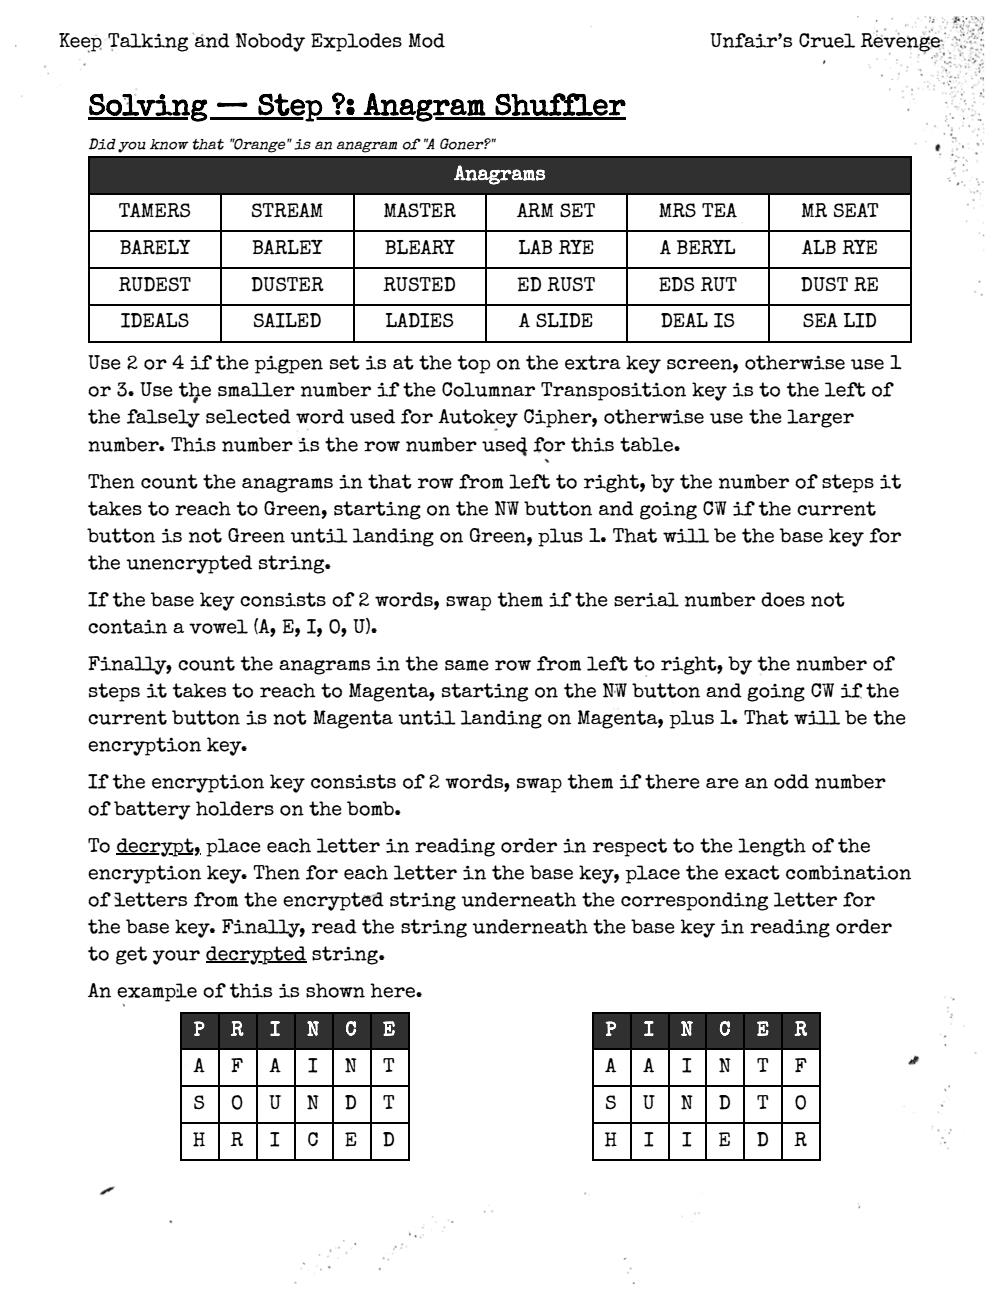 Keep Talking and Nobody Explodes Mod Unfair's Cruel Revenge
Solving — Step ?: Anagram Shuffler
Did you know that "Orange" is an anagram of "A Goner?"
Anagrams
TAMERS STREAM MASTER ARM SET MRS TEA MR SEAT
BARELY BARLEY BLEARY LAB RYE A BERYL ALB RYE
RUDEST DUSTER RUSTED ED RUST EDS RUT DUST RE
IDEALS SAILED LADIES A SLIDE DEAL IS SEA LID
Use 2 or 4 if the pigpen set is at the top on the extra key screen, otherwise use 1
or 3. Use the smaller number if the Columnar Transposition key is to the left of
the falsely selected word used for Autokey Cipher, otherwise use the larger
number. This number is the row number used for this table.
Then count the anagrams in that row from left to right, by the number of steps it
takes to reach to Green, starting on the NW button and going CW if the current
button is not Green until landing on Green, plus 1. That will be the base key for
the unencrypted string.
If the base key consists of 2 words, swap them if the serial number does not
contain a vowel (A, E, I, O, U).
Finally, count the anagrams in the same row from left to right, by the number of
steps it takes to reach to Magenta, starting on the NW button and going CW if the
current button is not Magenta until landing on Magenta, plus 1. That will be the
encryption key.
If the encryption key consists of 2 words, swap them if there are an odd number
of battery holders on the bomb.
To decrypt, place each letter in reading order in respect to the length of the
encryption key. Then for each letter in the base key, place the exact combination
of letters from the encrypted string underneath the corresponding letter for
the base key. Finally, read the string underneath the base key in reading order
to get your decrypted string.
An example of this is shown here.
P R I N C E
A F A I N T
S O U N D T
H R I C E D
P I N C E R
A A I N T F
S U N D T O
H I I E D R